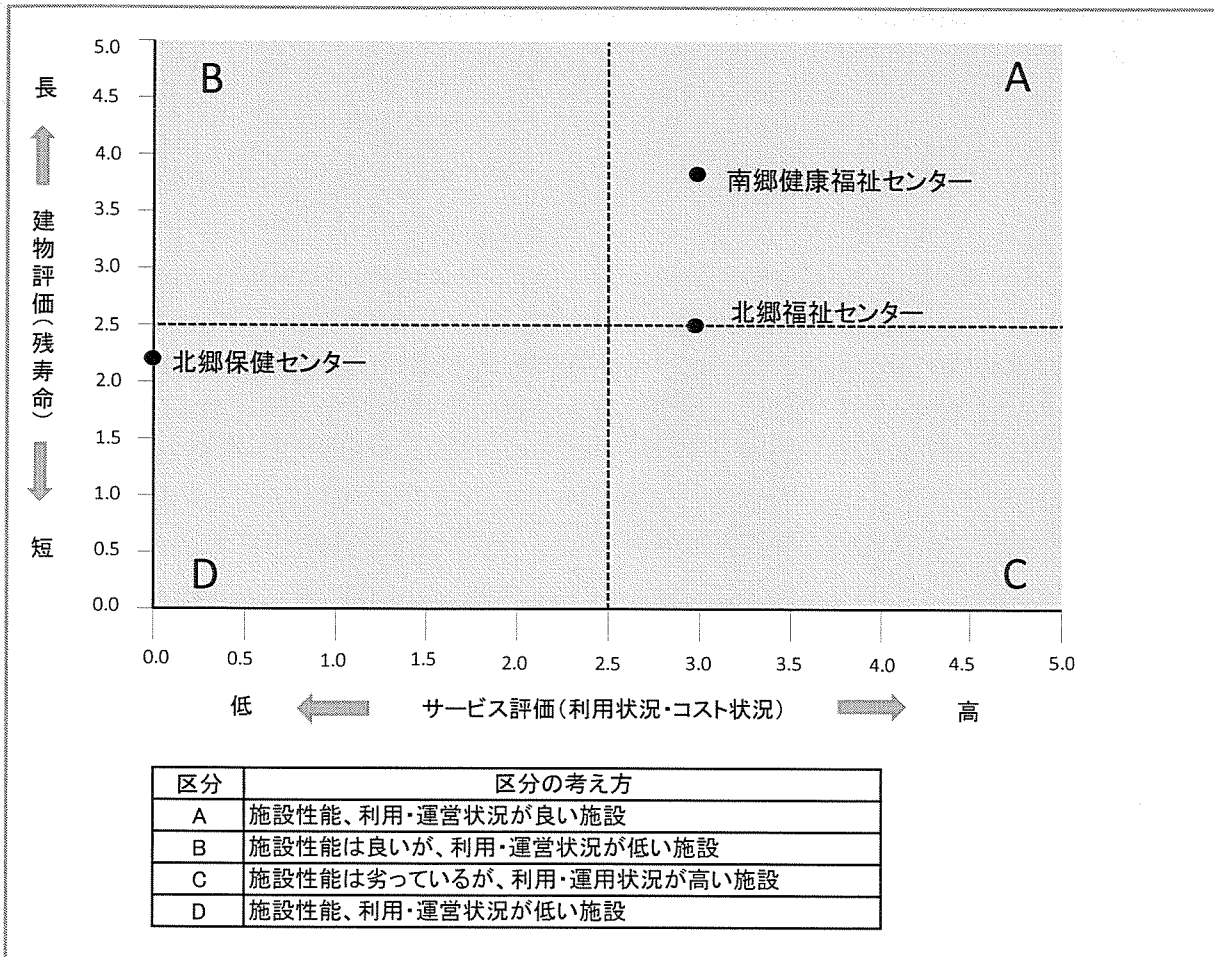 5.0
4.5
4.0
3.5
3.0
2.5
2.0
1.5
1.0
0.5
0.0
長
建物評価(残寿命)
短
B
A
南郷健康福祉センター
北郷福祉センター
北郷保健センター
D
C
0.0 0.5 1.0 1.5 2.0 2.5 3.0 3.5 4.0 4.5 5.0
低 サービス評価(利用状況・コスト状況) 高
区分 区分の考え方
A 施設性能、利用・運営状況が良い施設
B 施設性能は良いが、利用・運営状況が低い施設
C 施設性能は劣っているが、利用・運用状況が高い施設
D 施設性能、利用・運営状況が低い施設